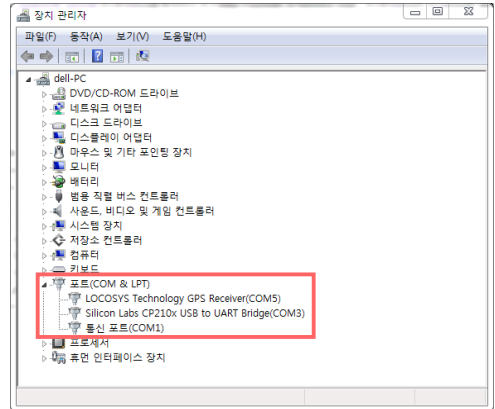 장치 관리자
파일(F) 동작(A) 보기(V) 도움말(H)
dell-PC
DVD/CD-ROM 드라이브
네트워크 어댑터
디스크 드라이브
디스플레이 어댑터
마우스 및 기타 포인팅 장치
모니터
배터리
범용 직렬 버스 컨트롤러
사운드, 비디오 및 게임 컨트롤러
시스템 장치
저장소 컨트롤러
컴퓨터
키보드
포트(COM & LPT)
LOCOSYS Technology GPS Receiver(COM5)
Silicon Labs CP210x USB to UART Bridge(COM3)
통신 포트(COM1)
프로세서
휴먼 인터페이스 장치